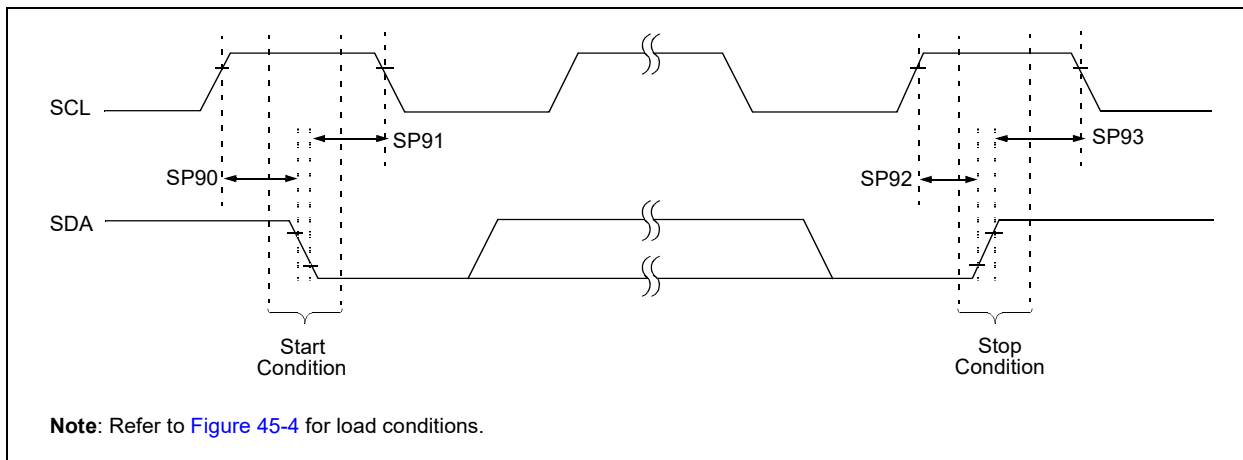 SCL
SP91
SP93
SP90
SP92
SDA
Start
Condition
Stop
Condition
Note: Refer to Figure 45-4 for load conditions.